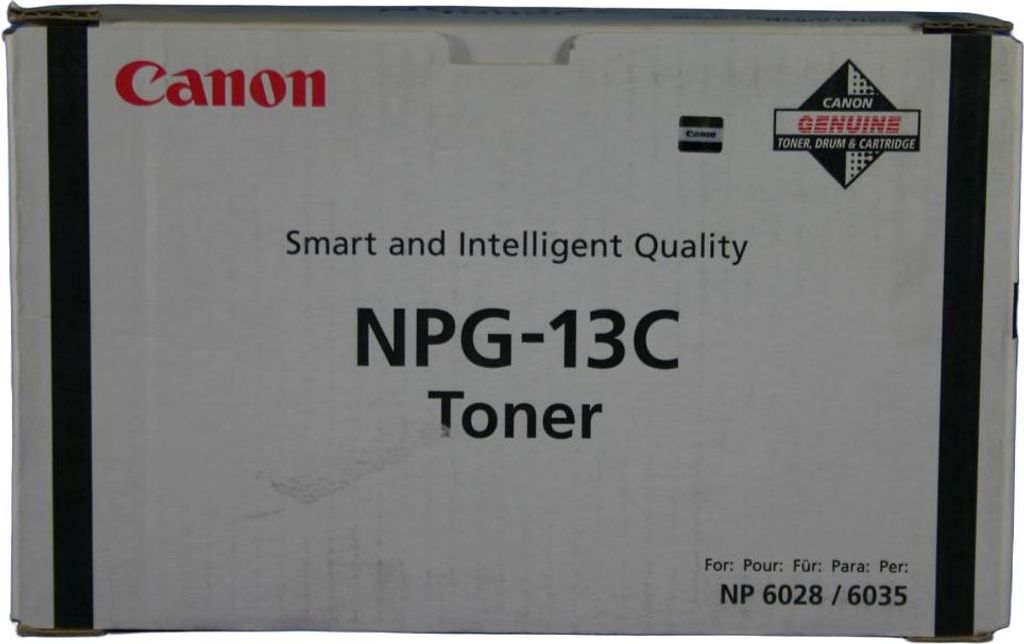 Canon
Canon
CANON
GENUINE
TONER, DRUM & CARTRIDGE
Smart and Intelligent Quality
NPG-13C
Toner
For: Pour: Für: Para: Per:
NP 6028 / 6035